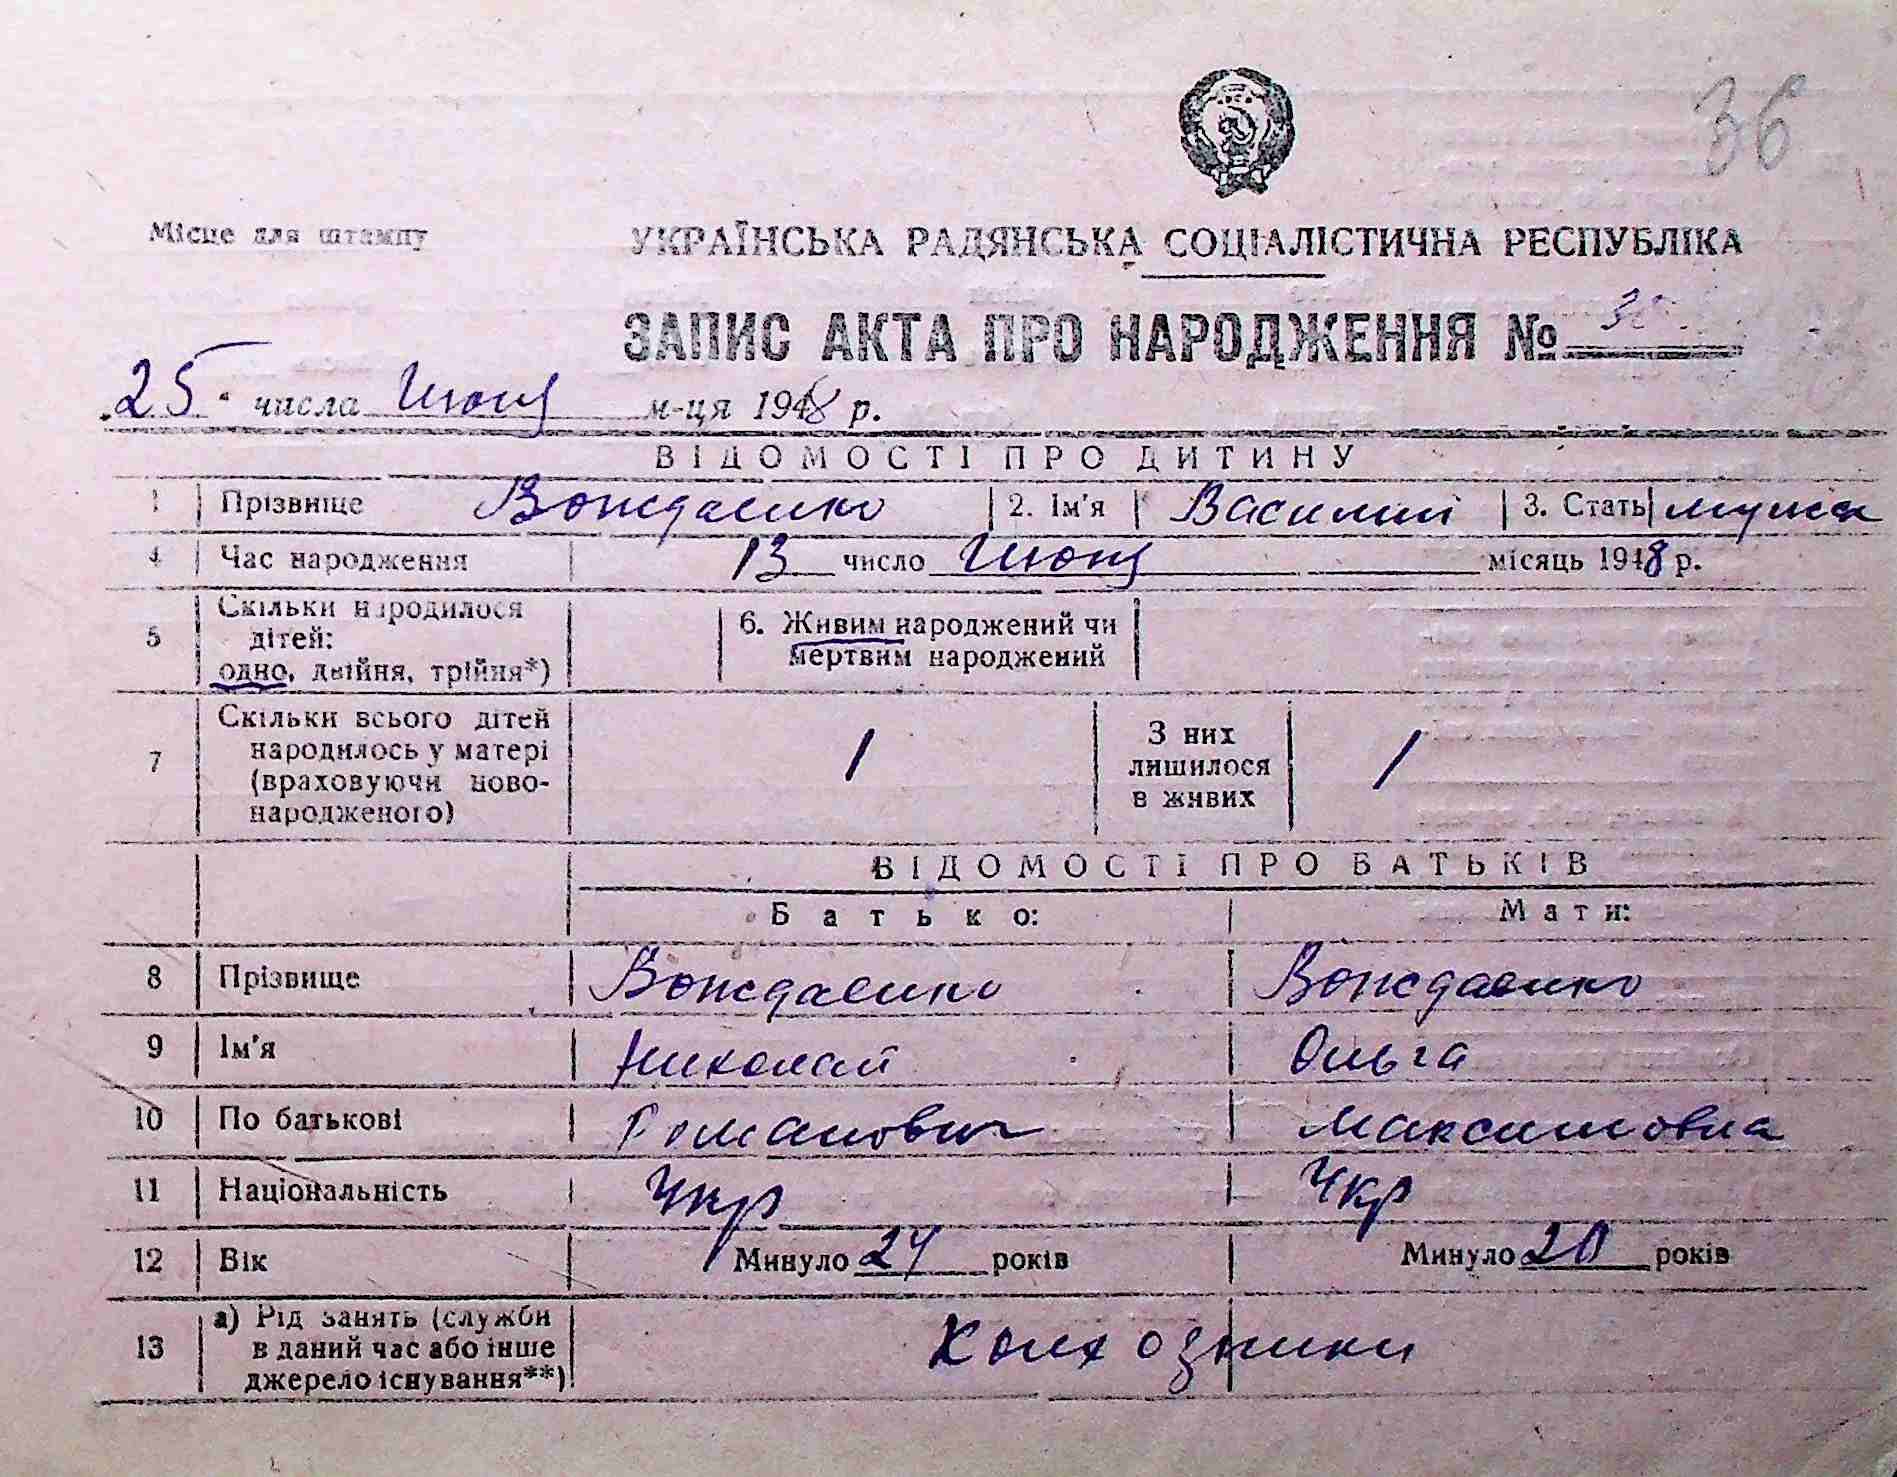 36
Місце для штампу
УКРАЇНСЬКА РАДЯНСЬКА СОЦІАЛІСТИЧНА РЕСПУБЛІКА
ЗАПИС АКТА ПРО НАРОДЖЕННЯ №
25 числа Июня м-ця 1948 р.
ВІДОМОСТІ ПРО ДИТИНУ
1 Прізвище Вождаенко 2. Ім'я Василий 3. Стать мужск
4 Час народження 13 число Июня місяць 1948 р.
5 Скільки народилося
дітей:
одно, двійня, трійня*)
6. Живим народжений чи
мертвим народжений
7 Скільки всього дітей
народилось у матері
(враховуючи ново-
народженого)
1
З них
лишилося
в живих
1
ВІДОМОСТІ ПРО БАТЬКІВ
Батько: Мати:
8 Прізвище Вождаенко Вождаенко
9 Ім'я Николай Ольга
10 По батькові Романович Максимовна
11 Національність Укр Укр
12 Вік Минуло 24 років Минуло 20 років
13 а) Рід занять (служби
в даний час або інше
джерело існування**)
Колхозники